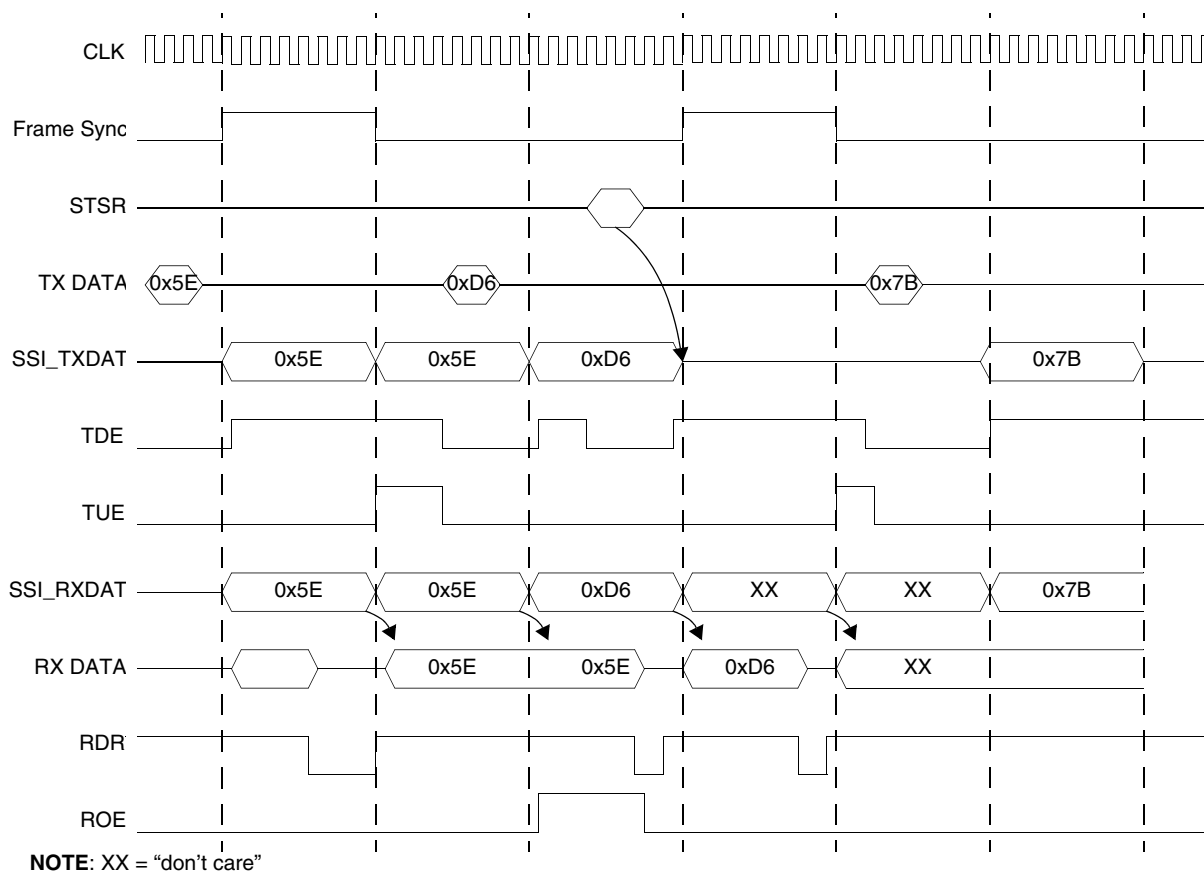 CLK
Frame Sync
STSR
TX DATA 0x5E 0xD6 0x7B
SSI_TXDAT 0x5E 0x5E 0xD6 0x7B
TDE
TUE
SSI_RXDAT 0x5E 0x5E 0xD6 XX XX 0x7B
RX DATA 0x5E 0x5E 0xD6 XX
RDR
ROE
NOTE: XX = “don’t care”